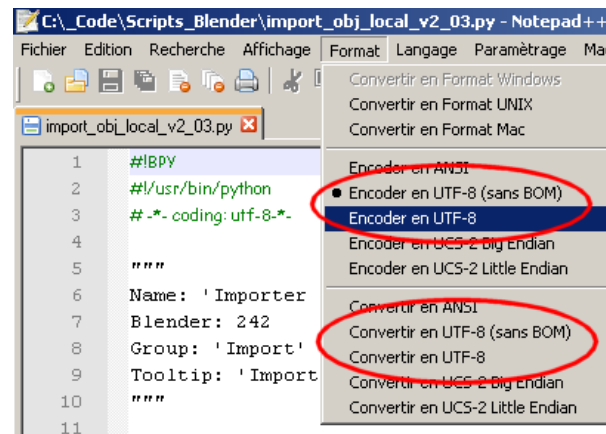 C:\_Code\Scripts_Blender\import_obj_local_v2_03.py - Notepad++
Fichier Edition Recherche Affichage Format Langage Paramètrage Ma
import_obj_local_v2_03.py
1 #!BPY
2 #!/usr/bin/python
3 # -*- coding: utf-8-*-
4
5 """
6 Name: 'Importer
7 Blender: 242
8 Group: 'Import'
9 Tooltip: 'Import
10 """
11
Convertir en Format Windows
Convertir en Format UNIX
Convertir en Format Mac
Encoder en ANSI
Encoder en UTF-8 (sans BOM)
Encoder en UTF-8
Encoder en UCS-2 Big Endian
Encoder en UCS-2 Little Endian
Convertir en ANSI
Convertir en UTF-8 (sans BOM)
Convertir en UTF-8
Convertir en UCS-2 Big Endian
Convertir en UCS-2 Little Endian